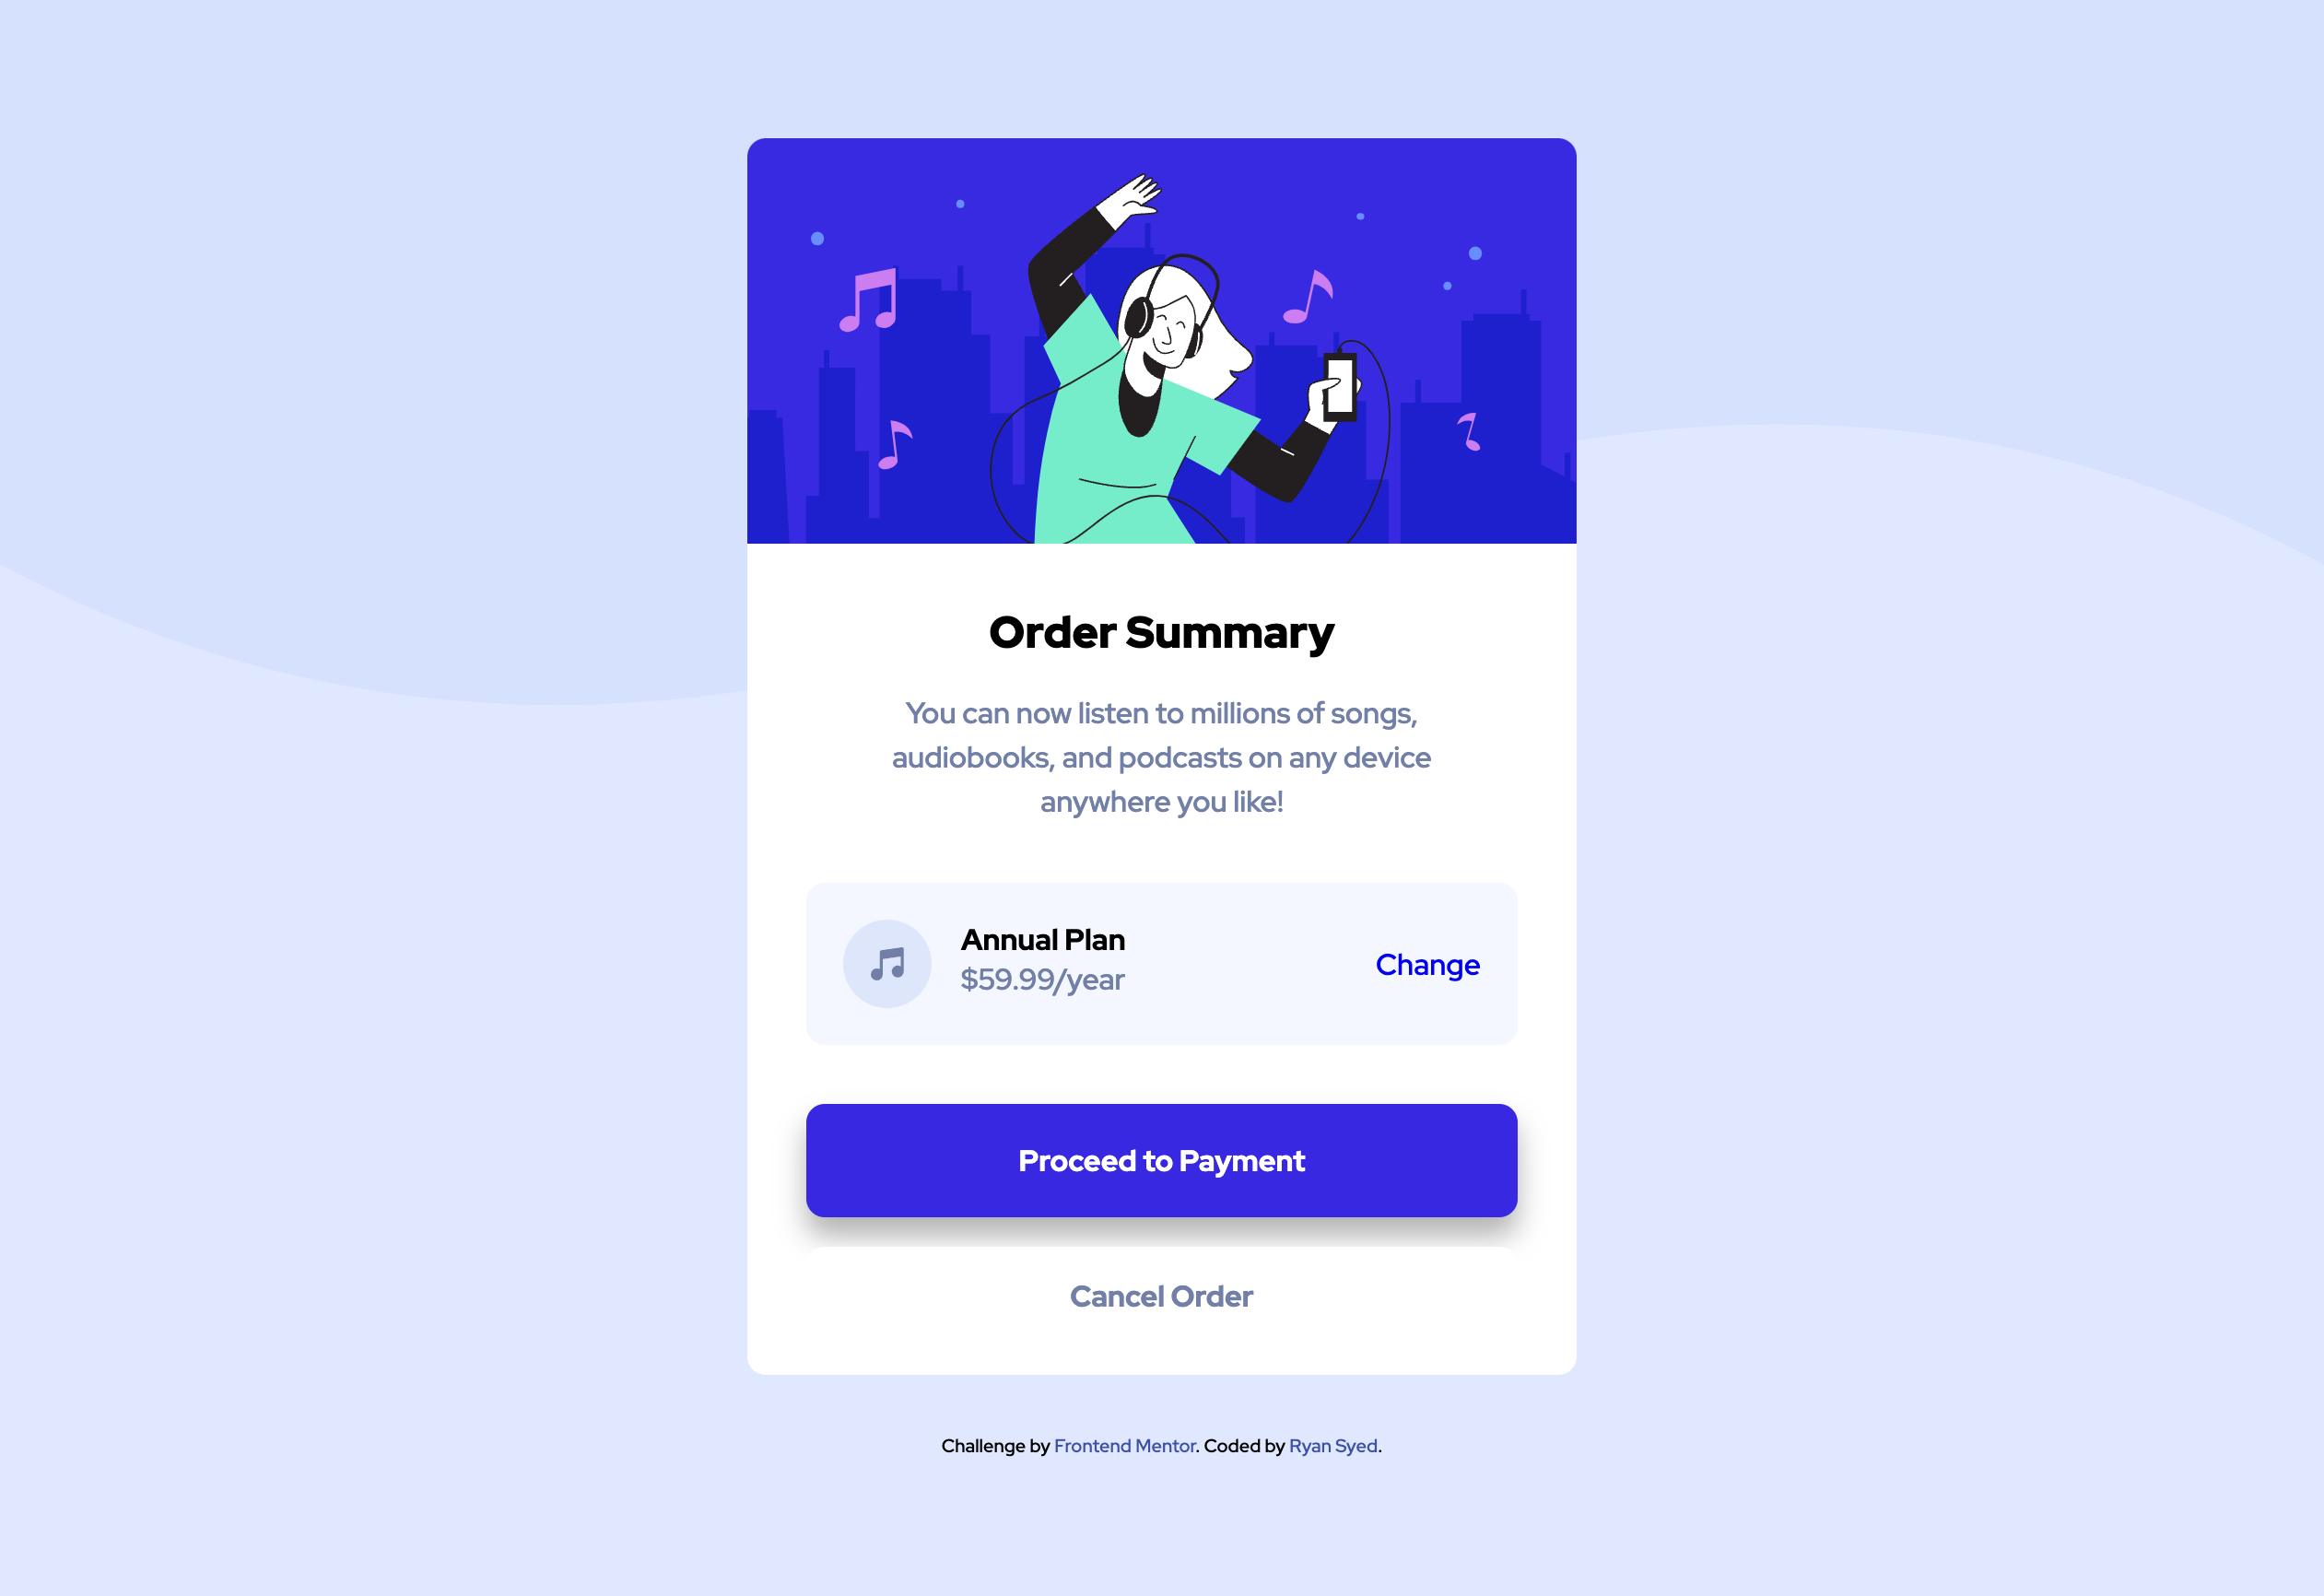 Order Summary
You can now listen to millions of songs,
audiobooks, and podcasts on any device
anywhere you like!
Annual Plan
$59.99/year
Change
Proceed to Payment
Cancel Order
Challenge by Frontend Mentor. Coded by Ryan Syed.